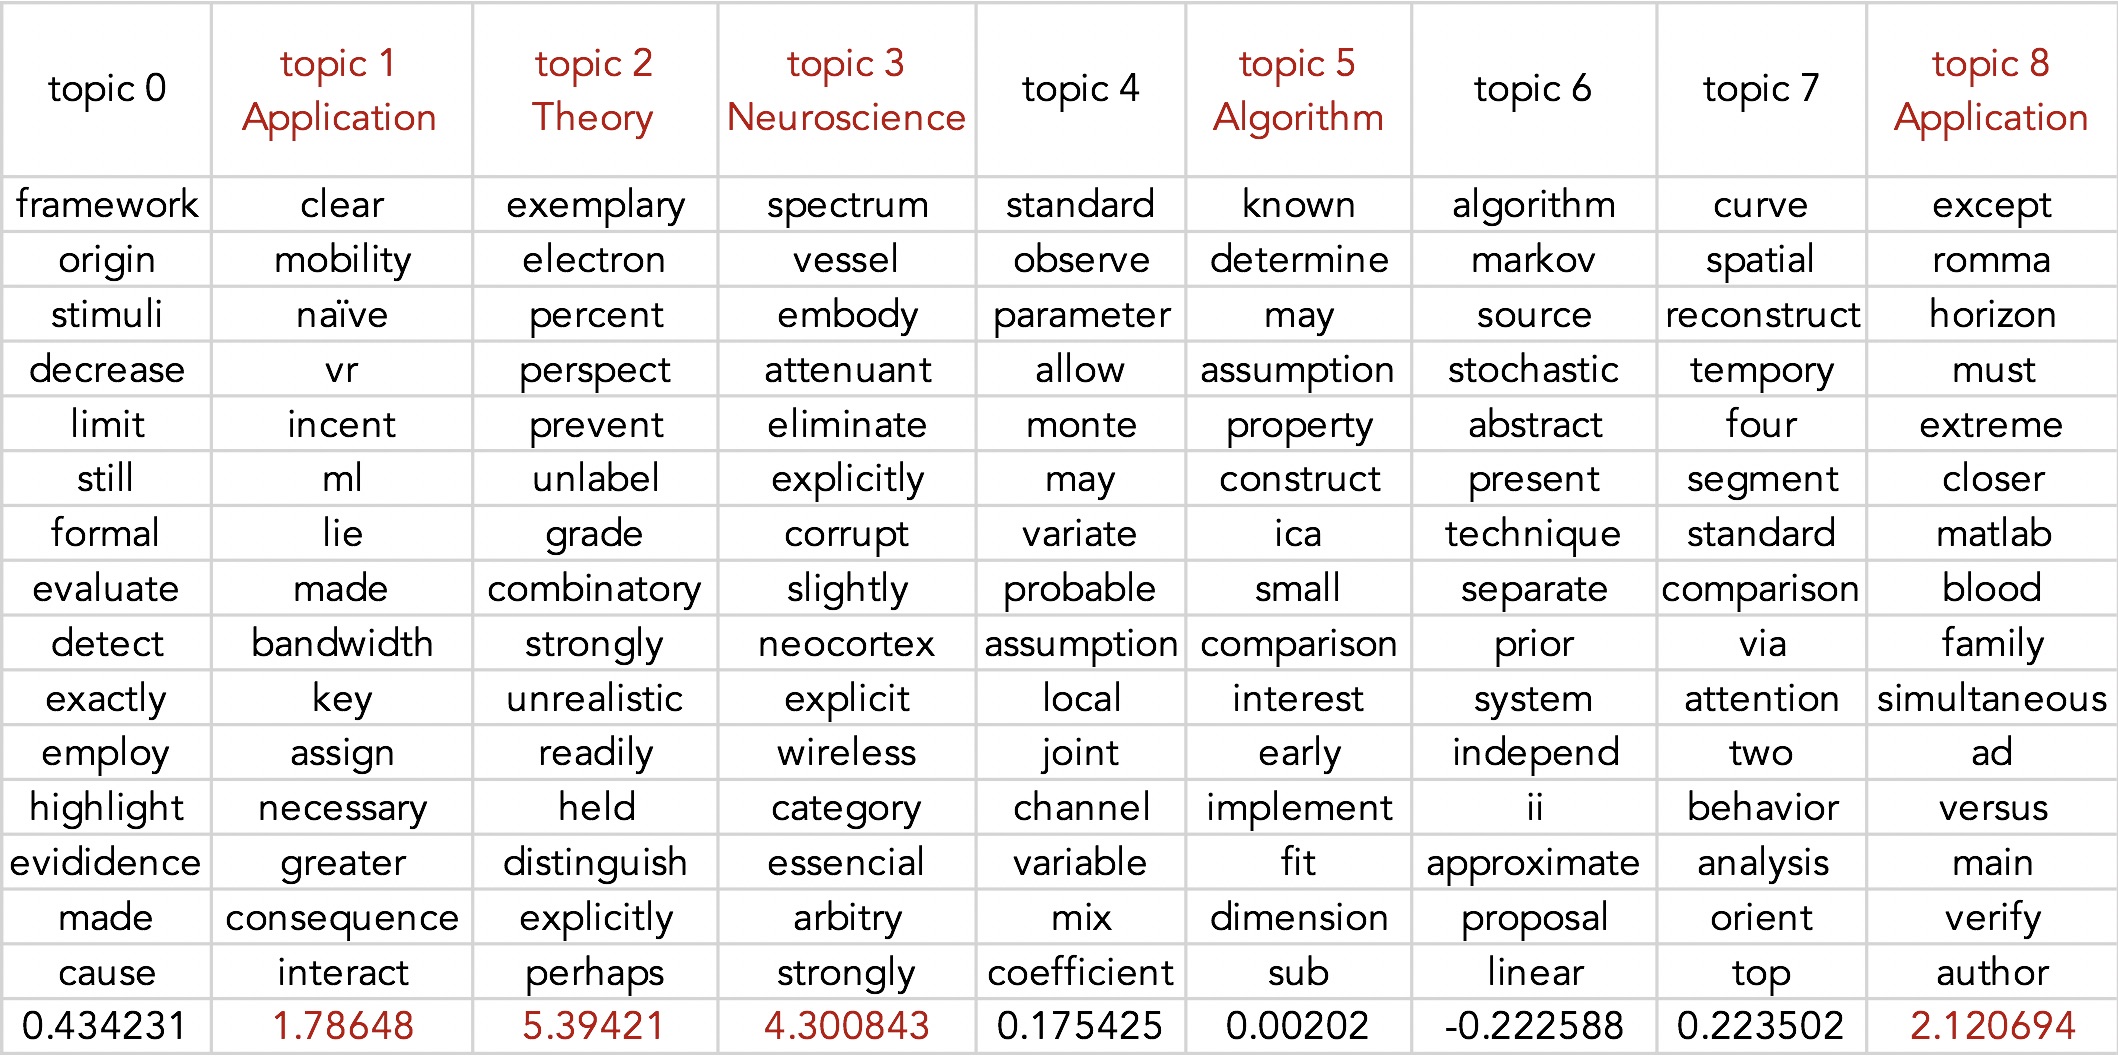 topic 0 topic 1 Application topic 2 Theory topic 3 Neuroscience topic 4 topic 5 Algorithm topic 6 topic 7 topic 8 Application
framework clear exemplary spectrum standard known algorithm curve except
origin mobility electron vessel observe determine markov spatial romma
stimuli naïve percent embody parameter may source reconstruct horizon
decrease vr perspect attenuant allow assumption stochastic tempory must
limit incent prevent eliminate monte property abstract four extreme
still ml unlabel explicitly may construct present segment closer
formal lie grade corrupt variate ica technique standard matlab
evaluate made combinatory slightly probable small separate comparison blood
detect bandwidth strongly neocortex assumption comparison prior via family
exactly key unrealistic explicit local interest system attention simultaneous
employ assign readily wireless joint early independ two ad
highlight necessary held category channel implement ii behavior versus
evididence greater distinguish essencial variable fit approximate analysis main
made consequence explicitly arbitry mix dimension proposal orient verify
cause interact perhaps strongly coefficient sub linear top author
0.434231 1.78648 5.39421 4.300843 0.175425 0.00202 -0.222588 0.223502 2.120694